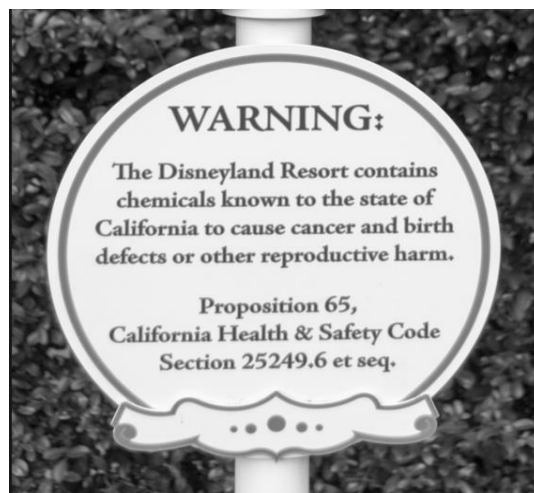 WARNING:
The Disneyland Resort contains
chemicals known to the state of
California to cause cancer and birth
defects or other reproductive harm.
Proposition 65,
California Health & Safety Code
Section 25249.6 et seq.